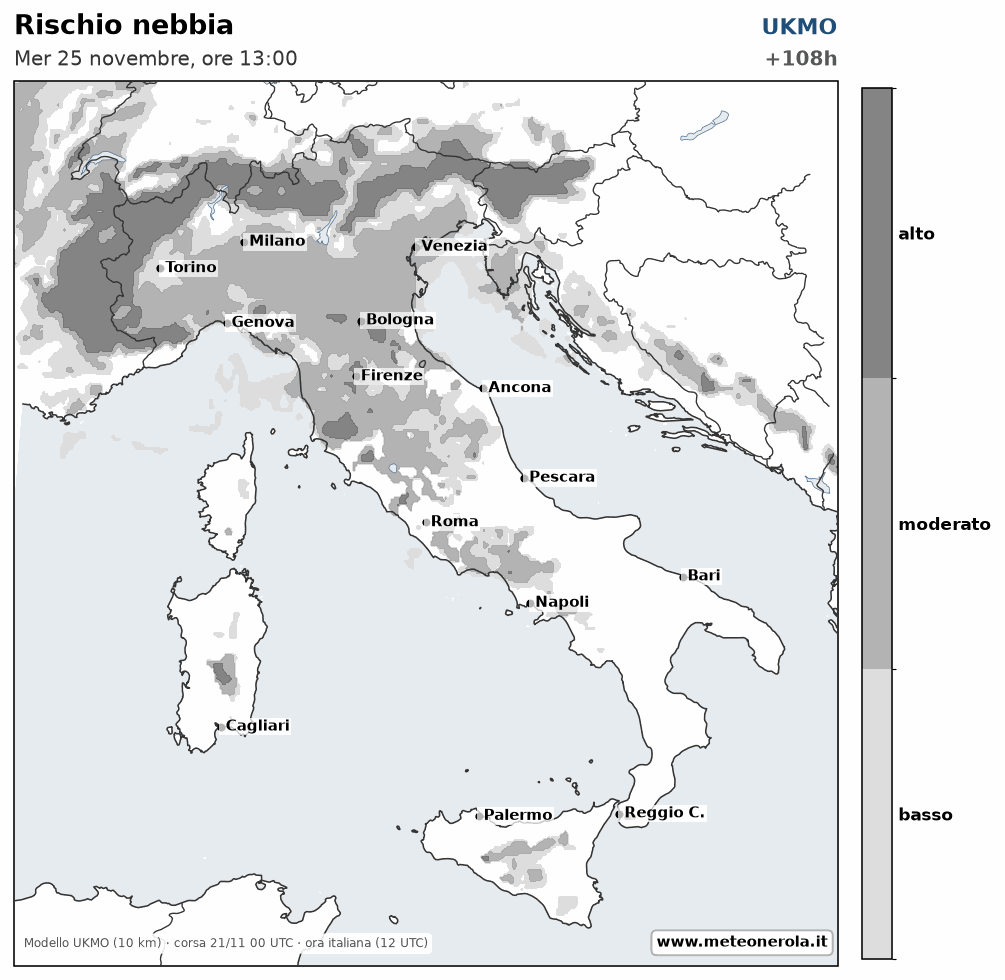 Rischio nebbia
UKMO
Mer 25 novembre, ore 13:00
+108h
alto
Milano
Venezia
Torino
Genova
Bologna
Firenze
Ancona
Pescara
Roma
moderato
Bari
Napoli
Cagliari
Palermo
Reggio C.
basso
Modello UKMO (10 km) · corsa 21/11 00 UTC · ora italiana (12 UTC)
www.meteonerola.it